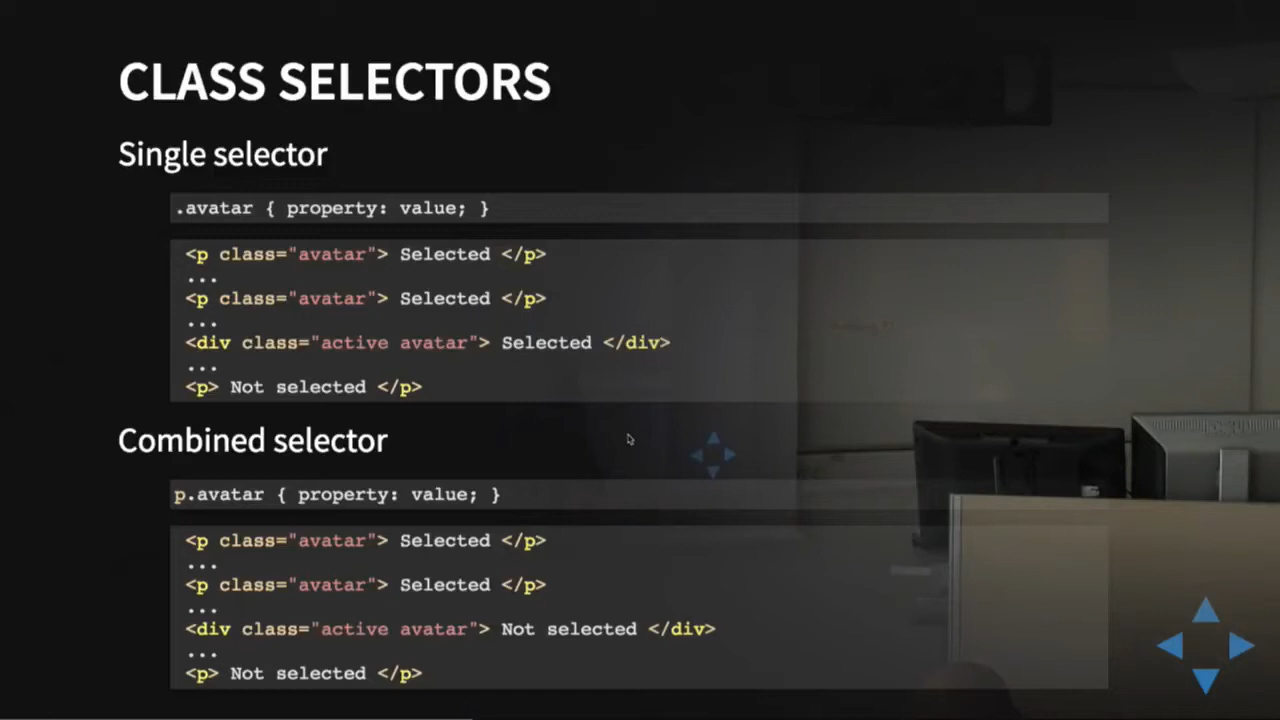 CLASS SELECTORS
Single selector
.avatar { property: value; }
<p class="avatar"> Selected </p>
...
<p class="avatar"> Selected </p>
...
<div class="active avatar"> Selected </div>
...
<p> Not selected </p>
Combined selector
p.avatar { property: value; }
<p class="avatar"> Selected </p>
...
<p class="avatar"> Selected </p>
...
<div class="active avatar"> Not selected </div>
...
<p> Not selected </p>